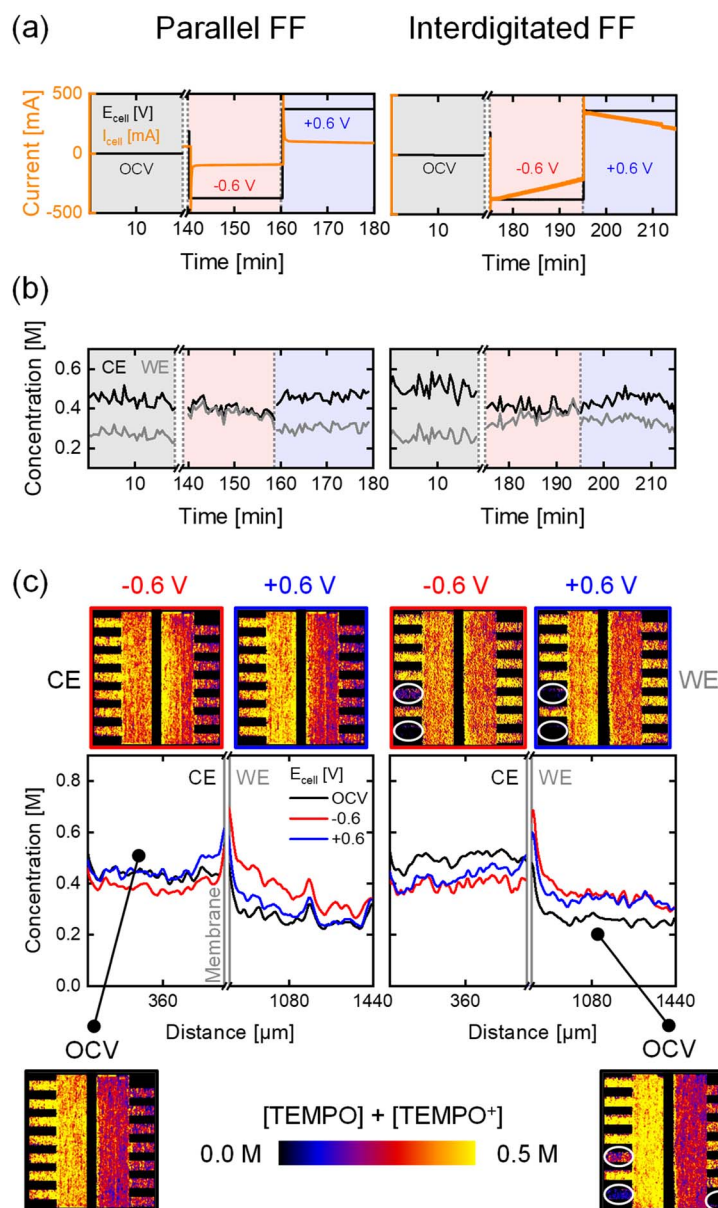 (a)
Parallel FF
Interdigitated FF
Current [mA]
500
0
-500
E_cell [V]
I_cell [mA]
OCV
-0.6 V
+0.6 V
OCV
-0.6 V
+0.6 V
10 140 150 160 170 180
10 180 190 200 210
Time [min]
Time [min]
(b)
Concentration [M]
0.6
0.4
0.2
CE WE
10 140 150 160 170 180
10 180 190 200 210
Time [min]
Time [min]
(c)
-0.6 V
+0.6 V
-0.6 V
+0.6 V
CE
WE
Concentration [M]
0.8
0.6
0.4
0.2
0.0
CE WE
E_cell [V]
OCV
-0.6
+0.6
Membrane
CE WE
360 1080 1440
360 1080 1440
Distance [µm]
Distance [µm]
OCV
OCV
[TEMPO] + [TEMPO⁺]
0.0 M
0.5 M